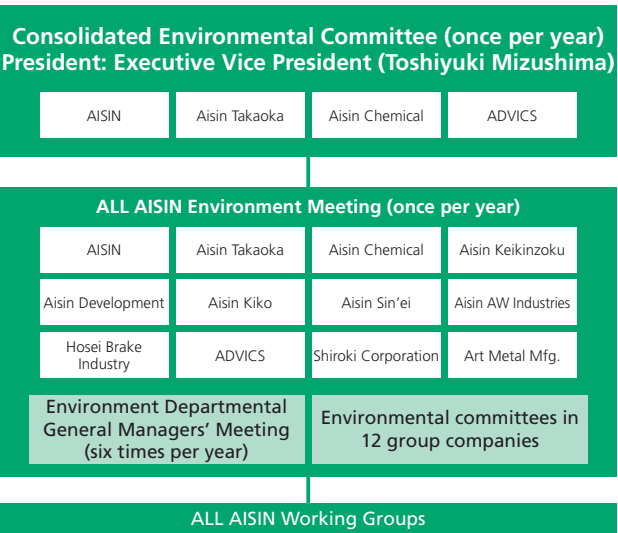 Consolidated Environmental Committee (once per year)
President: Executive Vice President (Toshiyuki Mizushima)
AISIN
Aisin Takaoka
Aisin Chemical
ADVICS
ALL AISIN Environment Meeting (once per year)
AISIN
Aisin Takaoka
Aisin Chemical
Aisin Keikinzoku
Aisin Development
Aisin Kiko
Aisin Sin’ei
Aisin AW Industries
Hosei Brake
Industry
ADVICS
Shiroki Corporation
Art Metal Mfg.
Environment Departmental
General Managers’ Meeting
(six times per year)
Environmental committees in
12 group companies
ALL AISIN Working Groups